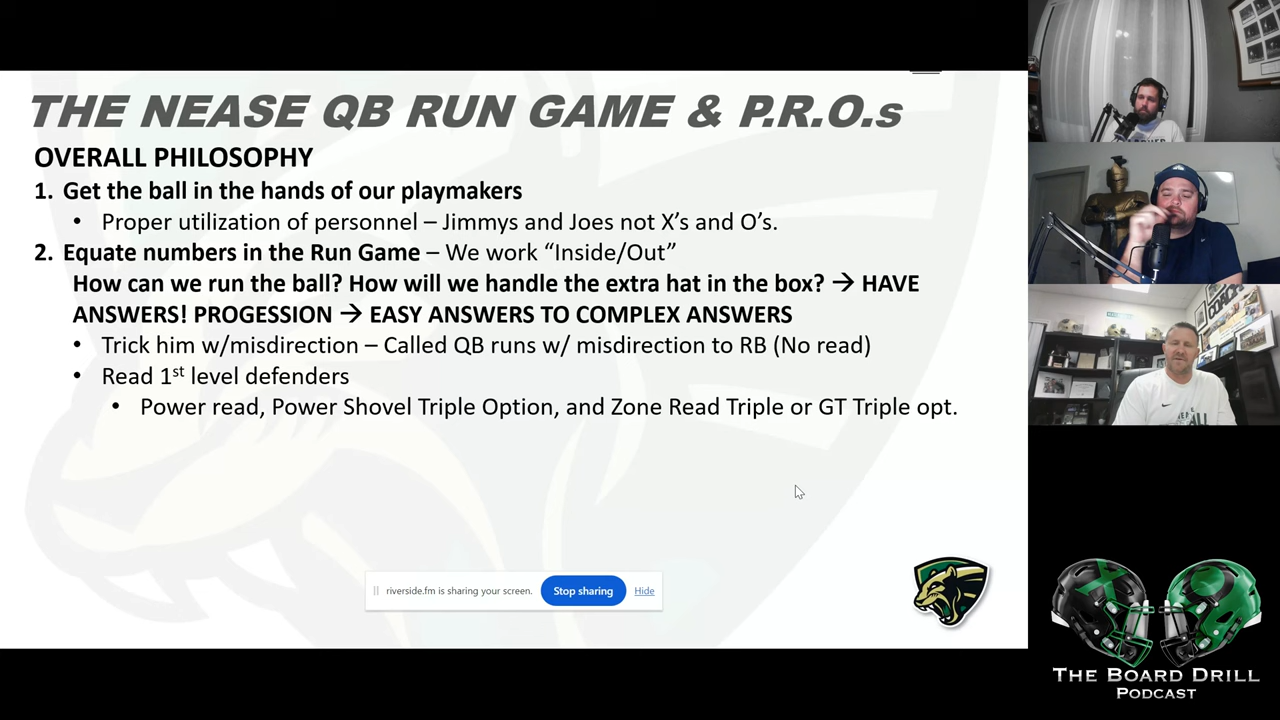 THE NEASE QB RUN GAME & P.R.O.s
OVERALL PHILOSOPHY
1. Get the ball in the hands of our playmakers
• Proper utilization of personnel – Jimmys and Joes not X’s and O’s.
2. Equate numbers in the Run Game – We work “Inside/Out”
How can we run the ball? How will we handle the extra hat in the box? → HAVE
ANSWERS! PROGESSION → EASY ANSWERS TO COMPLEX ANSWERS
• Trick him w/misdirection – Called QB runs w/ misdirection to RB (No read)
• Read 1st level defenders
• Power read, Power Shovel Triple Option, and Zone Read Triple or GT Triple opt.
riverside.fm is sharing your screen.
Stop sharing
Hide
THE BOARD DRILL
PODCAST